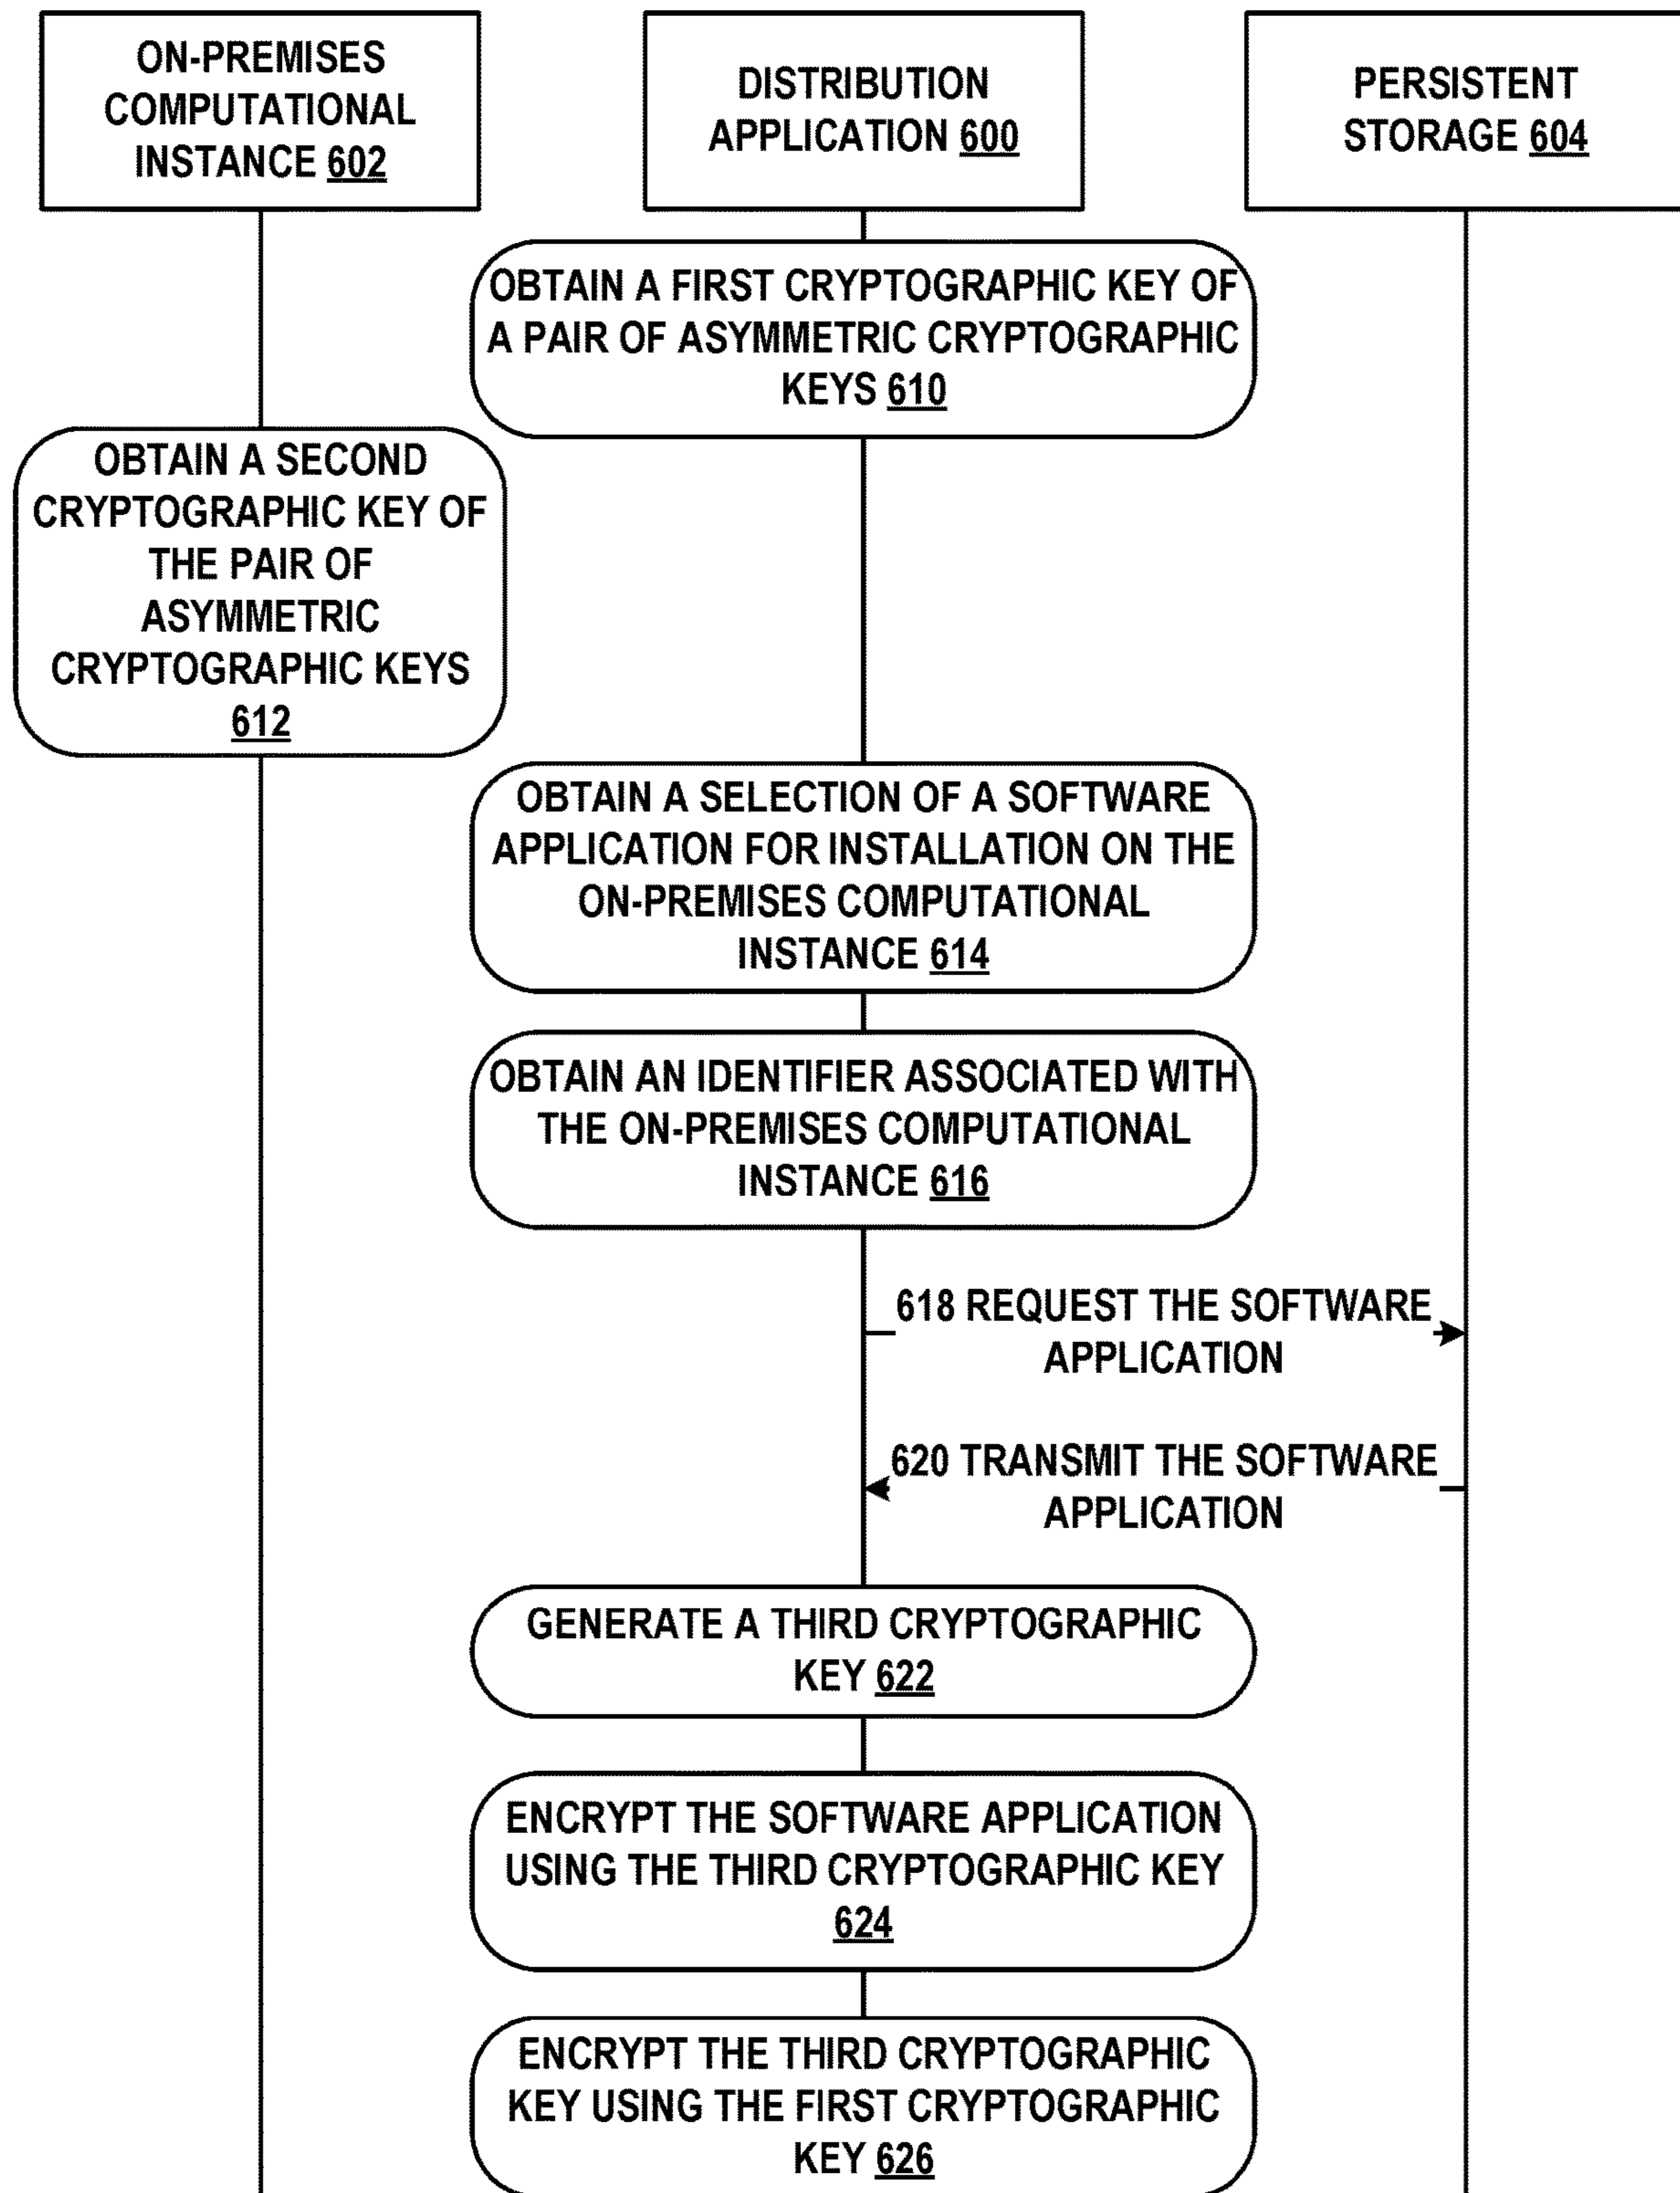 ON-PREMISES
COMPUTATIONAL
INSTANCE 602
DISTRIBUTION
APPLICATION 600
PERSISTENT
STORAGE 604
OBTAIN A FIRST CRYPTOGRAPHIC KEY OF
A PAIR OF ASYMMETRIC CRYPTOGRAPHIC
KEYS 610
OBTAIN A SECOND
CRYPTOGRAPHIC KEY OF
THE PAIR OF
ASYMMETRIC
CRYPTOGRAPHIC KEYS
612
OBTAIN A SELECTION OF A SOFTWARE
APPLICATION FOR INSTALLATION ON THE
ON-PREMISES COMPUTATIONAL
INSTANCE 614
OBTAIN AN IDENTIFIER ASSOCIATED WITH
THE ON-PREMISES COMPUTATIONAL
INSTANCE 616
618 REQUEST THE SOFTWARE
APPLICATION
620 TRANSMIT THE SOFTWARE
APPLICATION
GENERATE A THIRD CRYPTOGRAPHIC
KEY 622
ENCRYPT THE SOFTWARE APPLICATION
USING THE THIRD CRYPTOGRAPHIC KEY
624
ENCRYPT THE THIRD CRYPTOGRAPHIC
KEY USING THE FIRST CRYPTOGRAPHIC
KEY 626